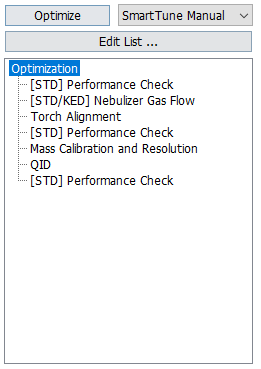 Optimize
SmartTune Manual
Edit List ...
Optimization
[STD] Performance Check
[STD/KED] Nebulizer Gas Flow
Torch Alignment
[STD] Performance Check
Mass Calibration and Resolution
QID
[STD] Performance Check